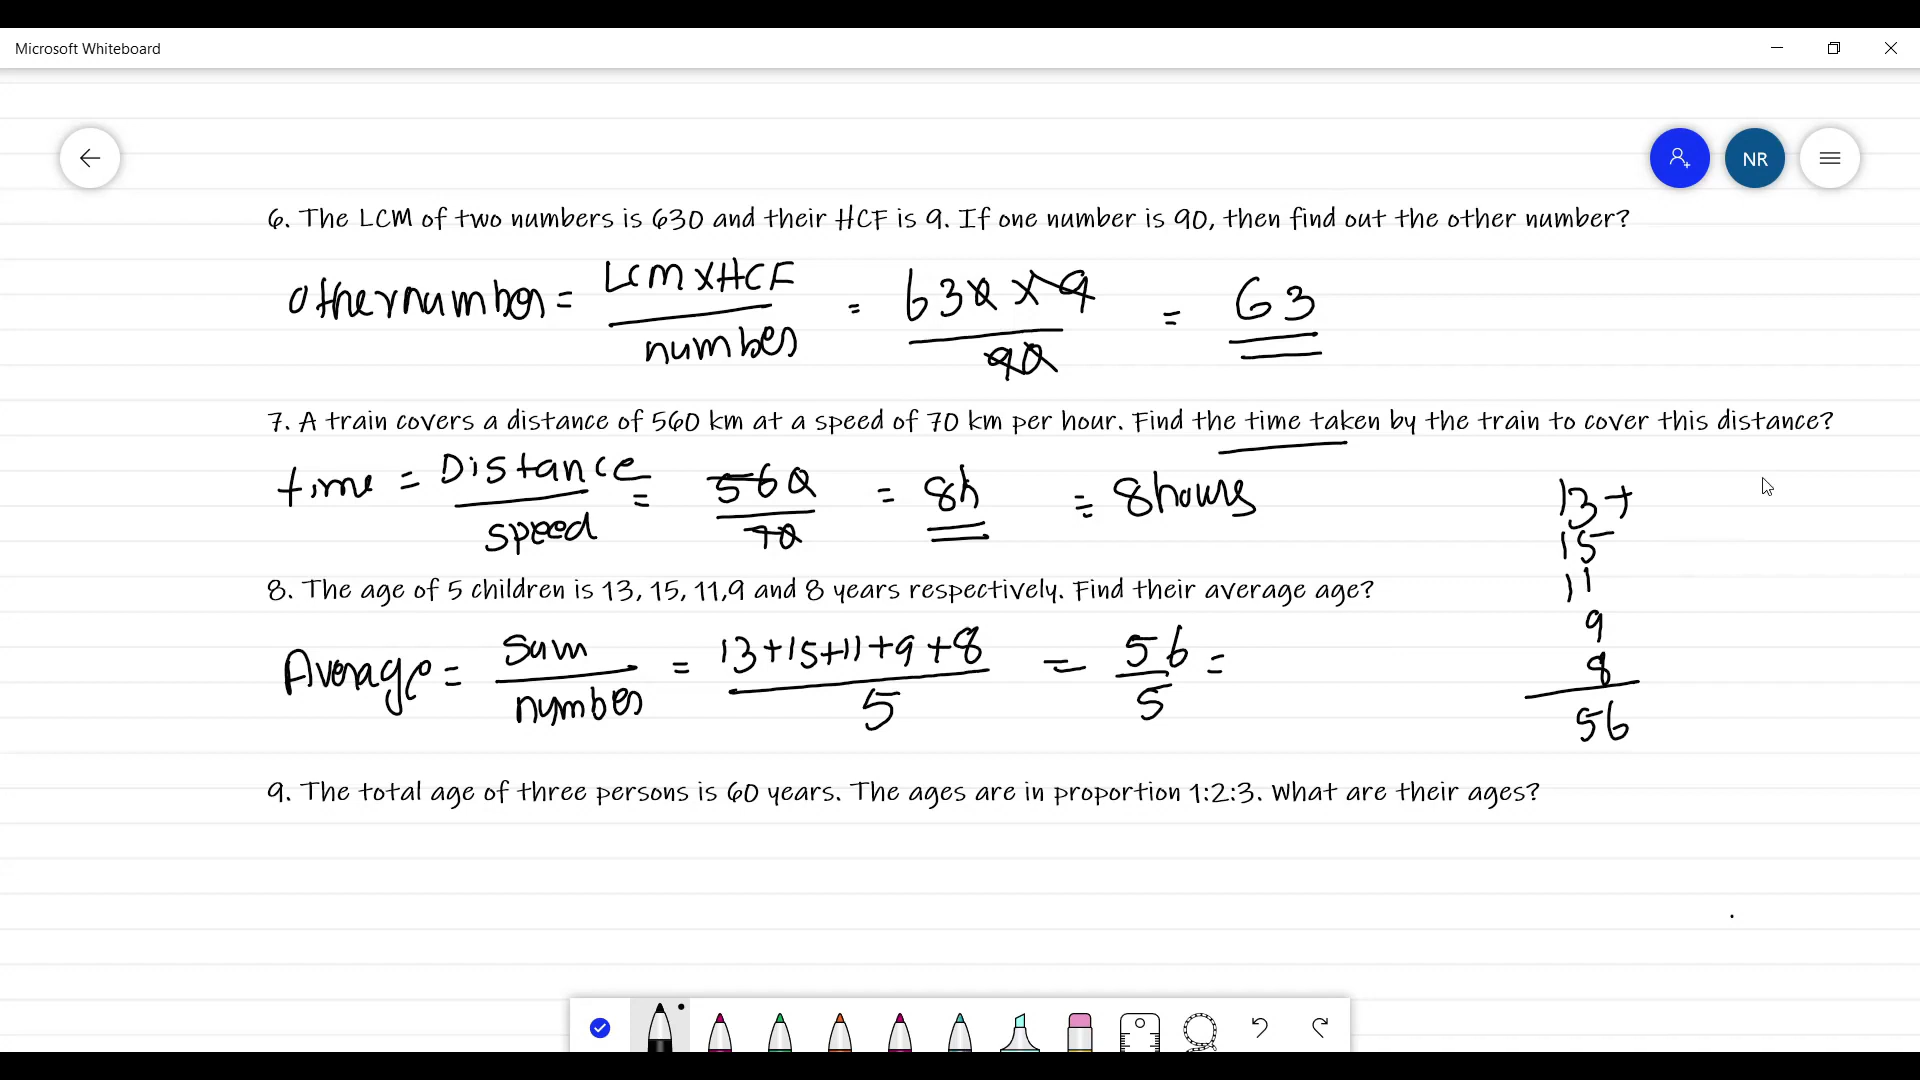 Microsoft Whiteboard
NR
6. The LCM of two numbers is 630 and their HCF is 9. If one number is 90, then find out the other number?
Other number = LCM X HCF / number = 630 X 9 / 90 = 63
7. A train covers a distance of 560 km at a speed of 70 km per hour. Find the time taken by the train to cover this distance?
time = Distance / speed = 560 / 70 = 8h = 8hours
8. The age of 5 children is 13, 15, 11,9 and 8 years respectively. Find their average age?
Average = Sum / number = 13+15+11+9+8 / 5 = 56 / 5 =
13 +
15
11
9
8
56
9. The total age of three persons is 60 years. The ages are in proportion 1:2:3. What are their ages?